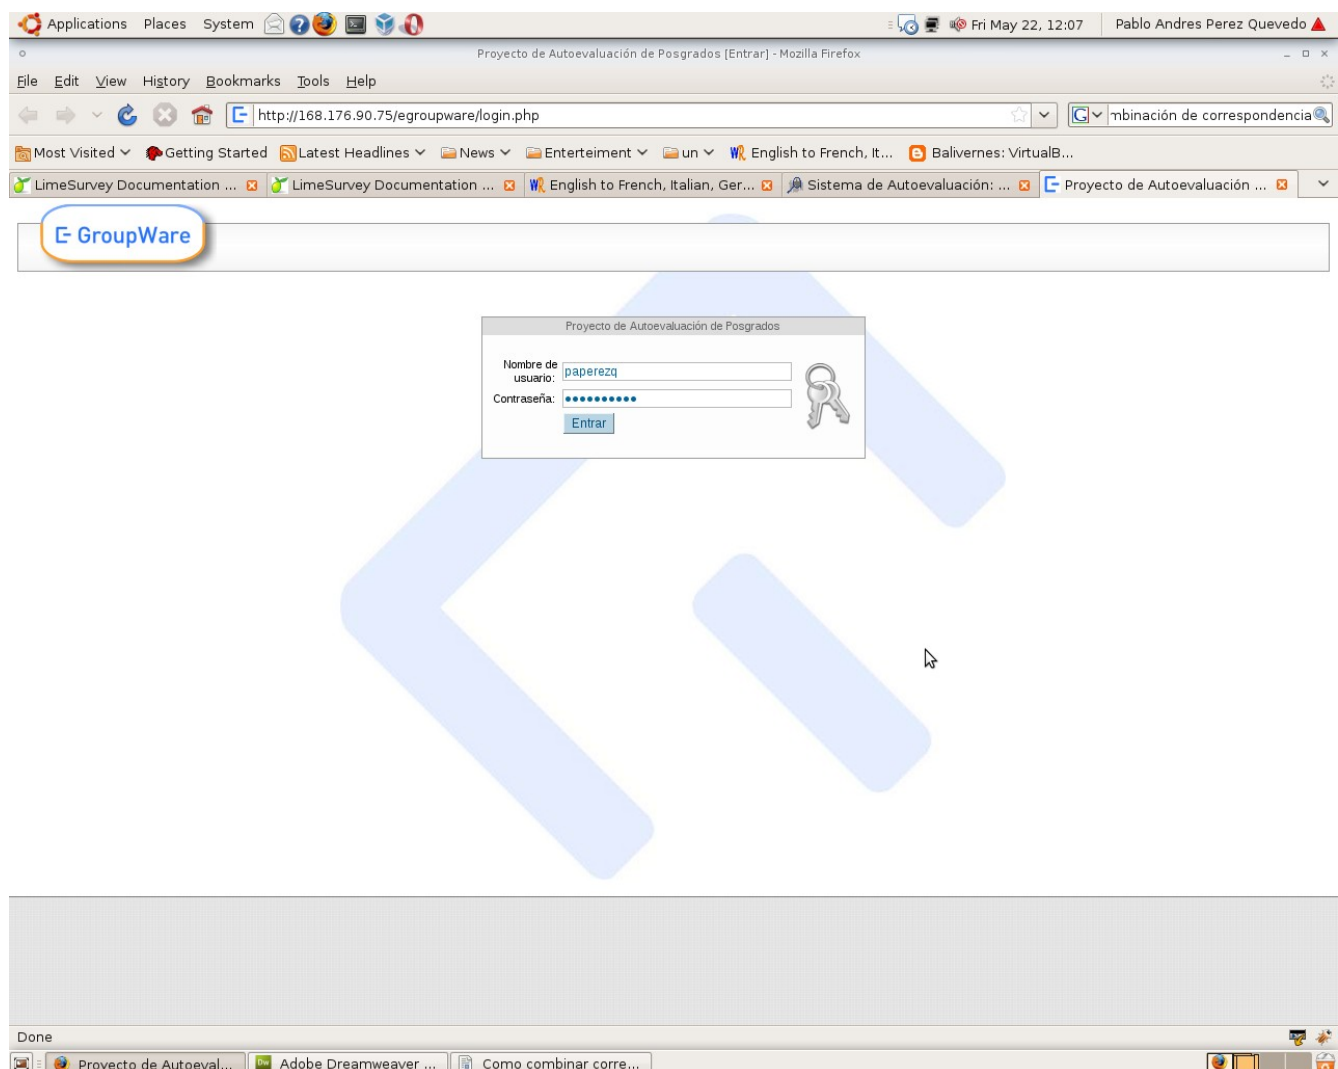 Applications Places System Fri May 22, 12:07 Pablo Andres Perez Quevedo
Proyecto de Autoevaluación de Posgrados [Entrar] - Mozilla Firefox
File Edit View History Bookmarks Tools Help
http://168.176.90.75/egroupware/login.php mbinación de correspondencia
Most Visited Getting Started Latest Headlines News Enterteiment un English to French, It... Balivernes: VirtualB...
LimeSurvey Documentation ... LimeSurvey Documentation ... English to French, Italian, Ger... Sistema de Autoevaluación: ... Proyecto de Autoevaluación ...
E- GroupWare
Proyecto de Autoevaluación de Posgrados
Nombre de
usuario: paperezq
Contraseña: ••••••••••
Entrar
Done
Proyecto de Autoeval... Adobe Dreamweaver ... Como combinar corre...